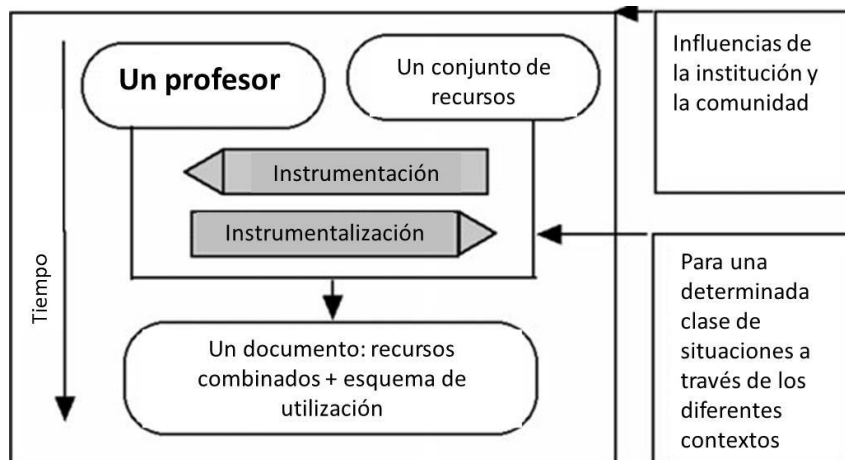 Un profesor
Un conjunto de
recursos
Influencias de
la institución y
la comunidad
Instrumentación
Instrumentalización
Tiempo
Un documento: recursos
combinados + esquema de
utilización
Para una
determinada
clase de
situaciones a
través de los
diferentes
contextos